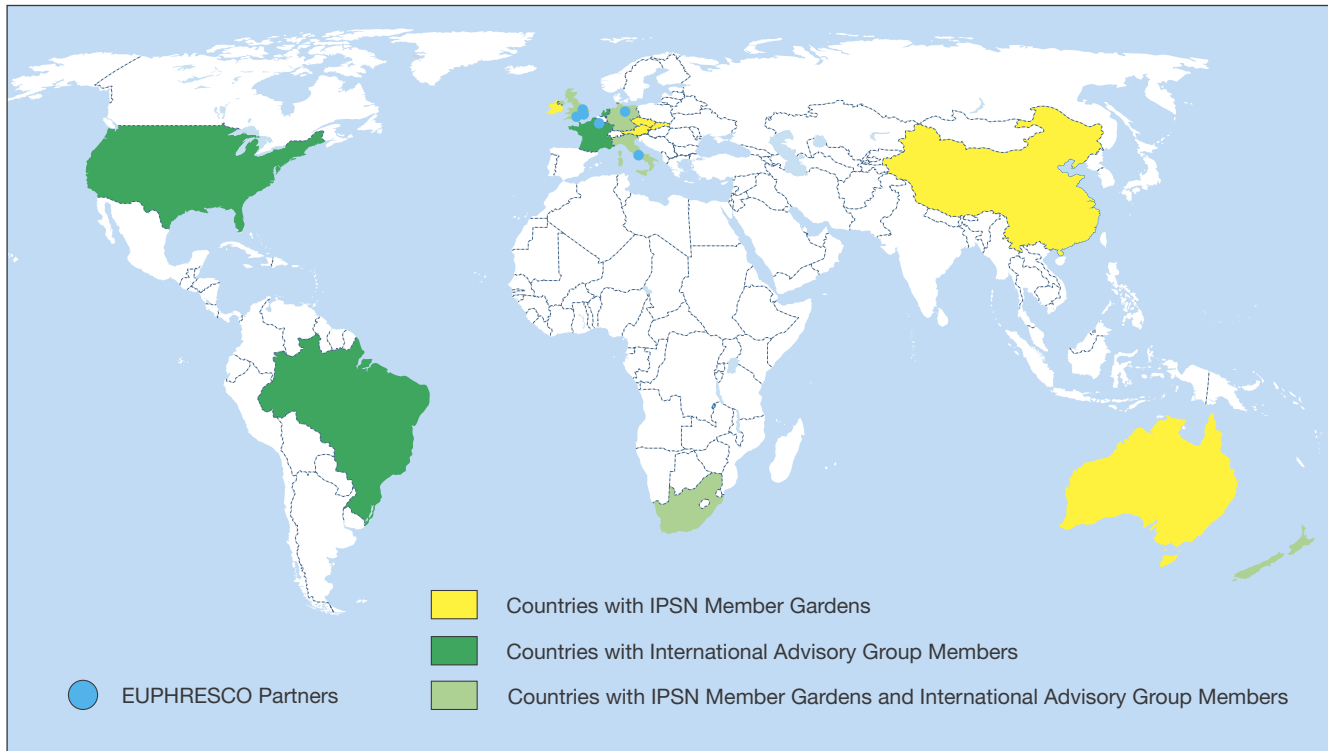 Countries with IPSN Member Gardens
Countries with International Advisory Group Members
EUPHRESCO Partners
Countries with IPSN Member Gardens and International Advisory Group Members